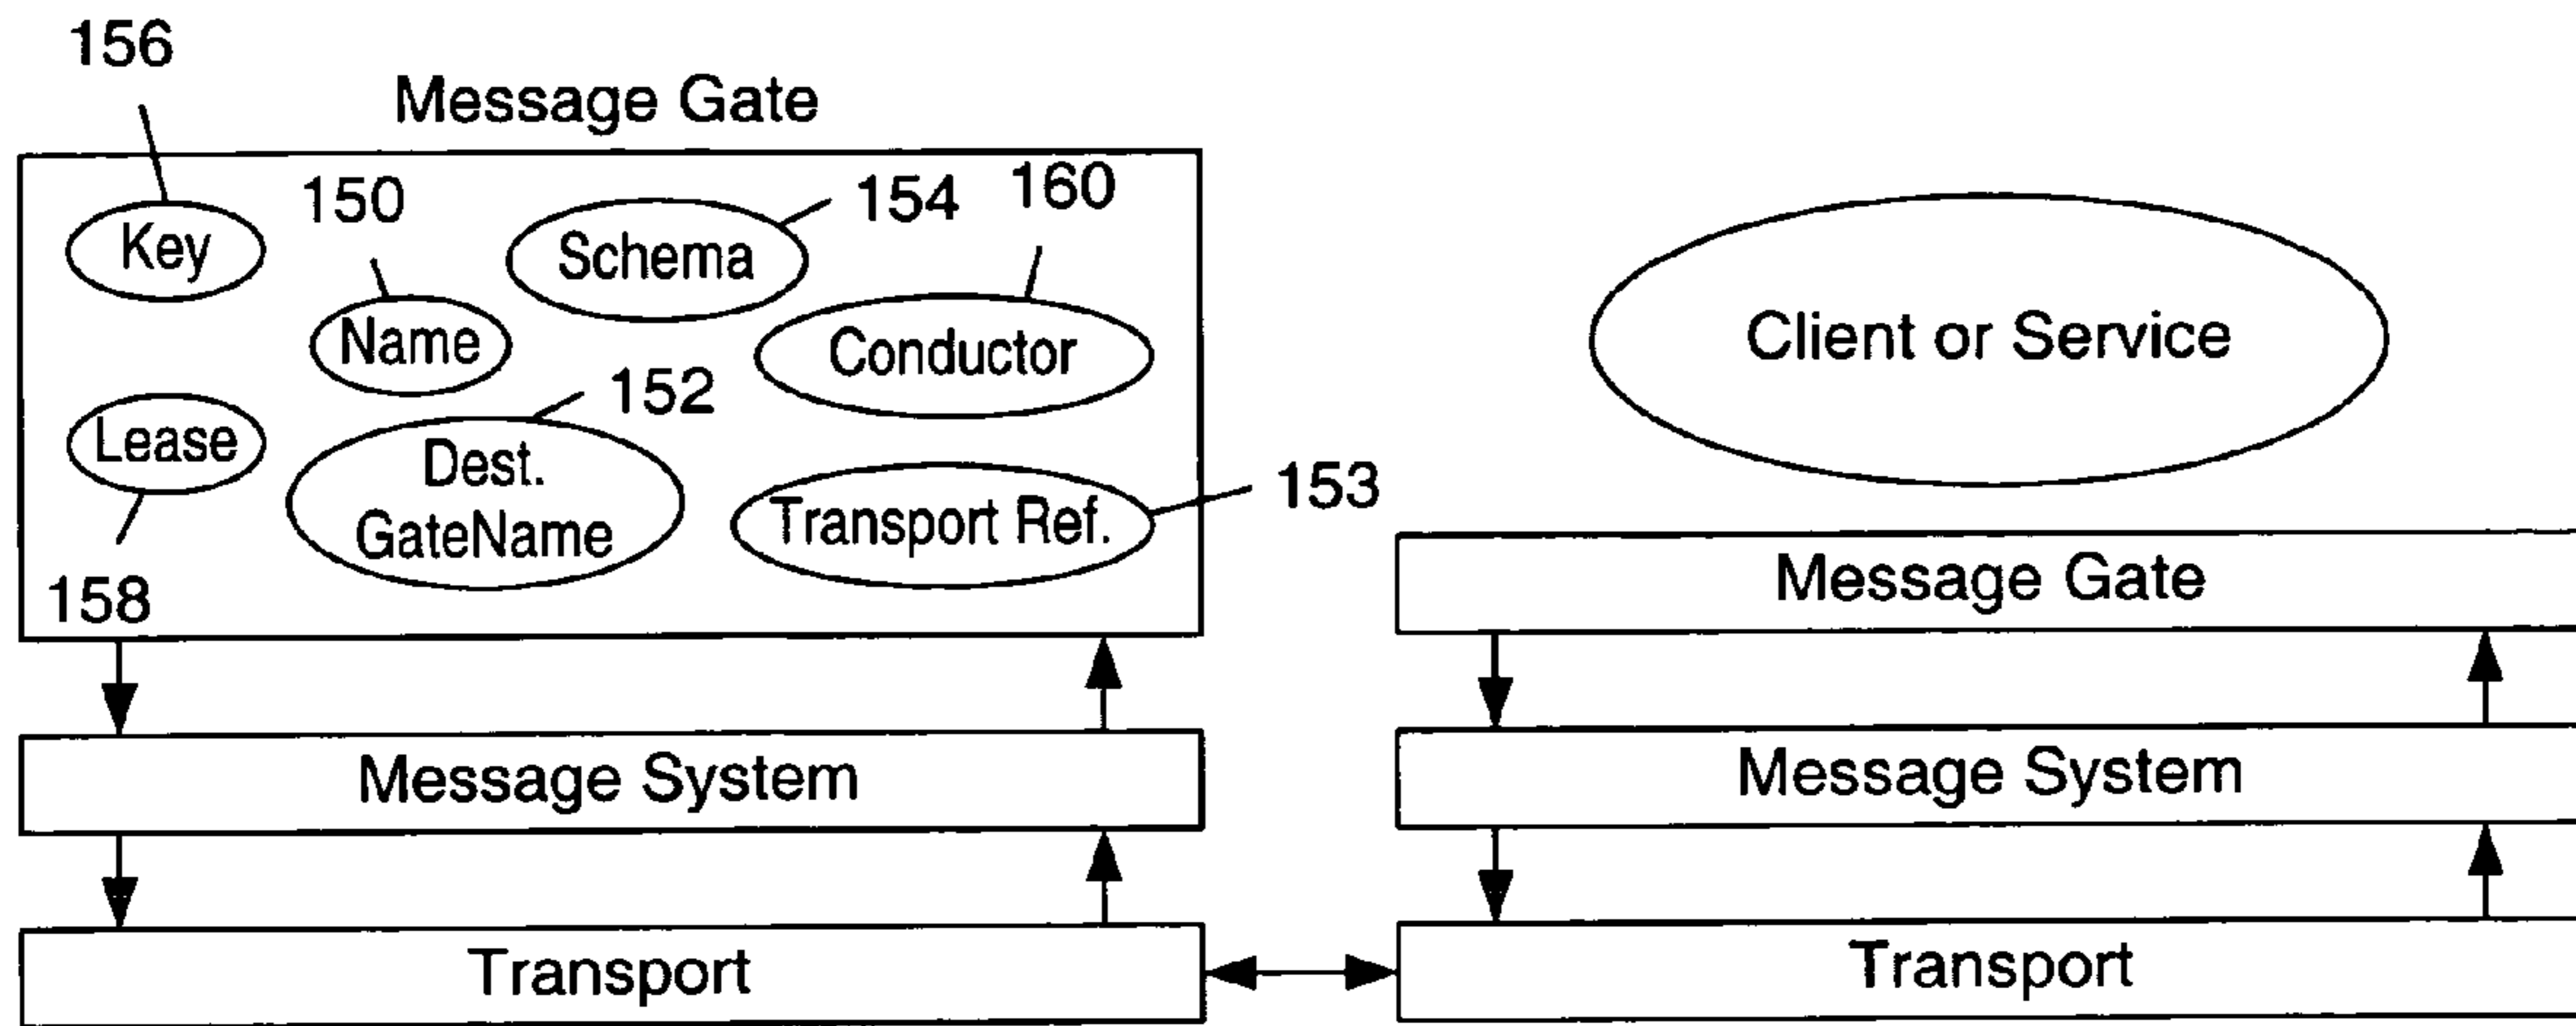 156
Message Gate
150
154
160
Key
Schema
Name
Conductor
Client or Service
152
Lease
Dest.
GateName
Transport Ref.
153
158
Message Gate
Message System
Message System
Transport
Transport